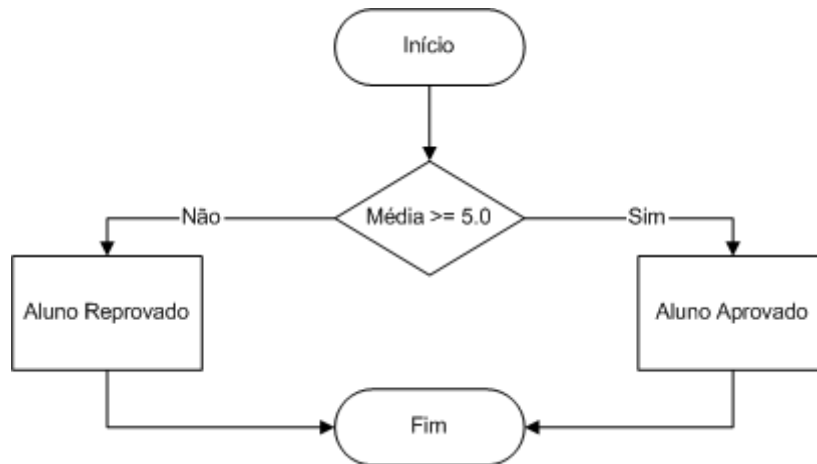 Início
Média >= 5.0
Não
Sim
Aluno Reprovado
Aluno Aprovado
Fim